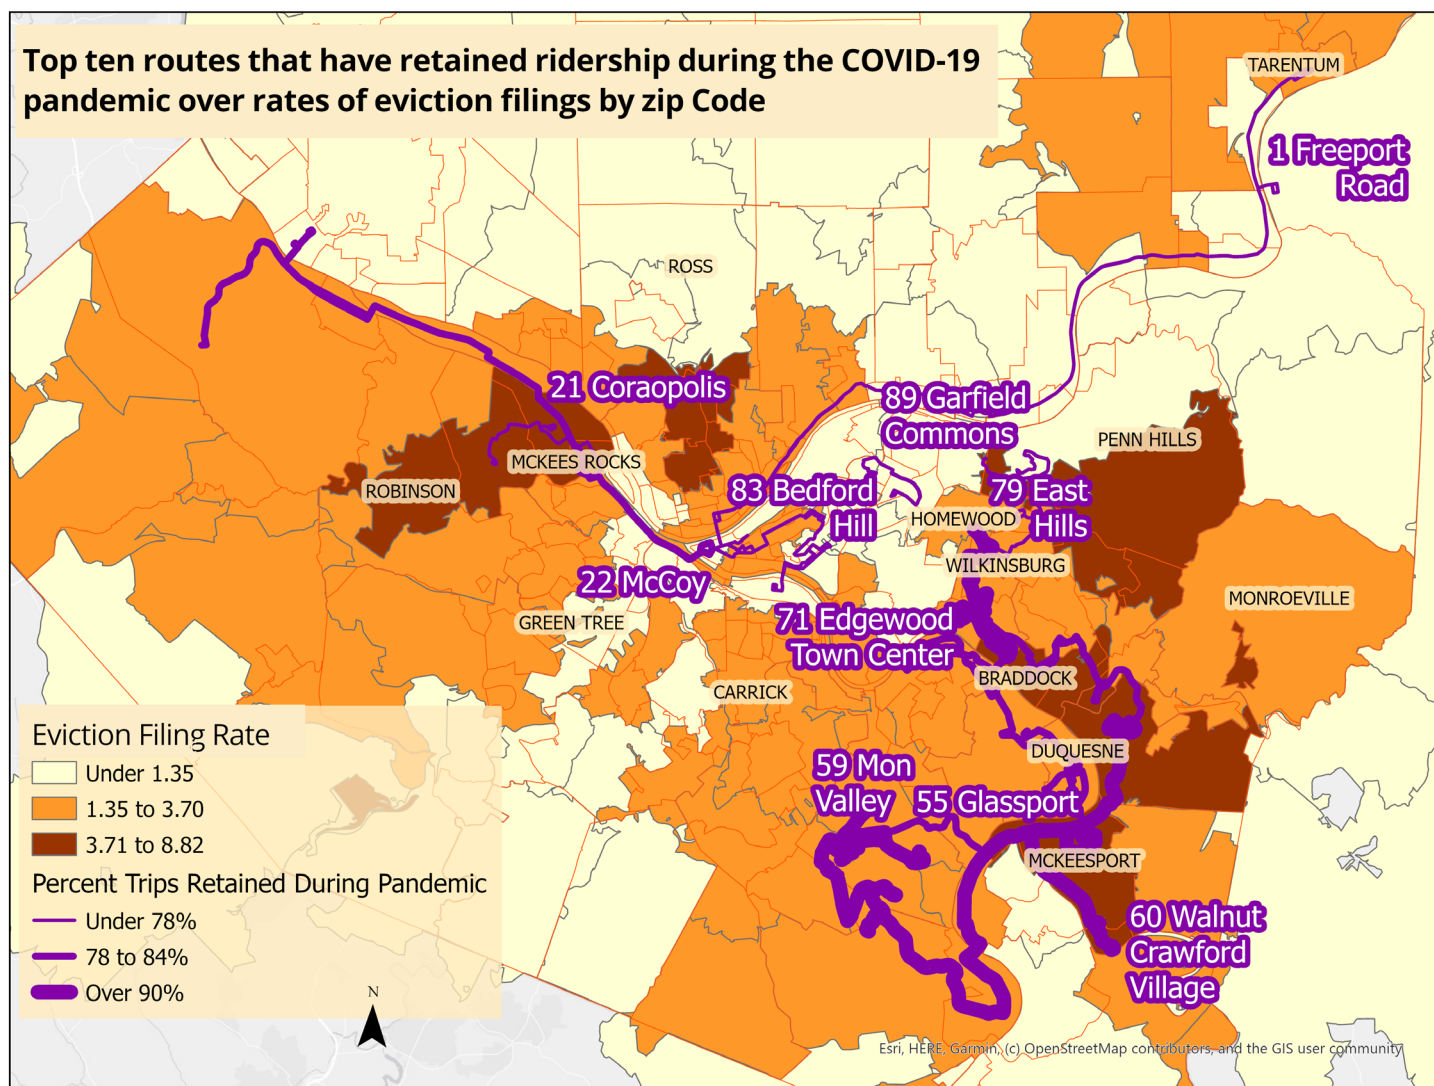 Top ten routes that have retained ridership during the COVID-19
pandemic over rates of eviction filings by zip Code
TARENTUM
1 Freeport
Road
ROSS
21 Coraopolis
89 Garfield
Commons
PENN HILLS
MCKEES ROCKS
ROBINSON
83 Bedford
Hill
79 East
Hills
HOMEWOOD
WILKINSBURG
22 McCoy
MONROEVILLE
GREEN TREE
71 Edgewood
Town Center
BRADDOCK
CARRICK
DUQUESNE
59 Mon
Valley
55 Glassport
MCKEESPORT
60 Walnut
Crawford
Village
Eviction Filing Rate
Under 1.35
1.35 to 3.70
3.71 to 8.82
Percent Trips Retained During Pandemic
Under 78%
78 to 84%
Over 90%
N
Esri, HERE, Garmin, (c) OpenStreetMap contributors, and the GIS user community